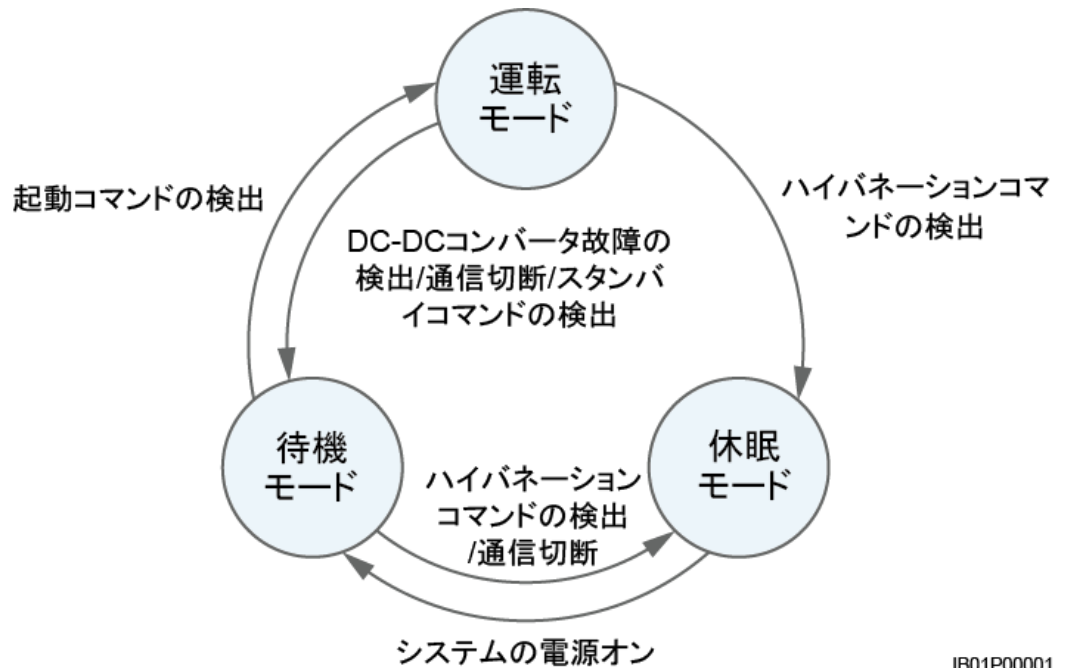 運転
モード
起動コマンドの検出
ハイバネーションコマ
ンドの検出
DC-DCコンバータ故障の
検出/通信切断/スタンバ
イコマンドの検出
待機
モード
休眠
モード
ハイバネーション
コマンドの検出
/通信切断
システムの電源オン
IB01P00001